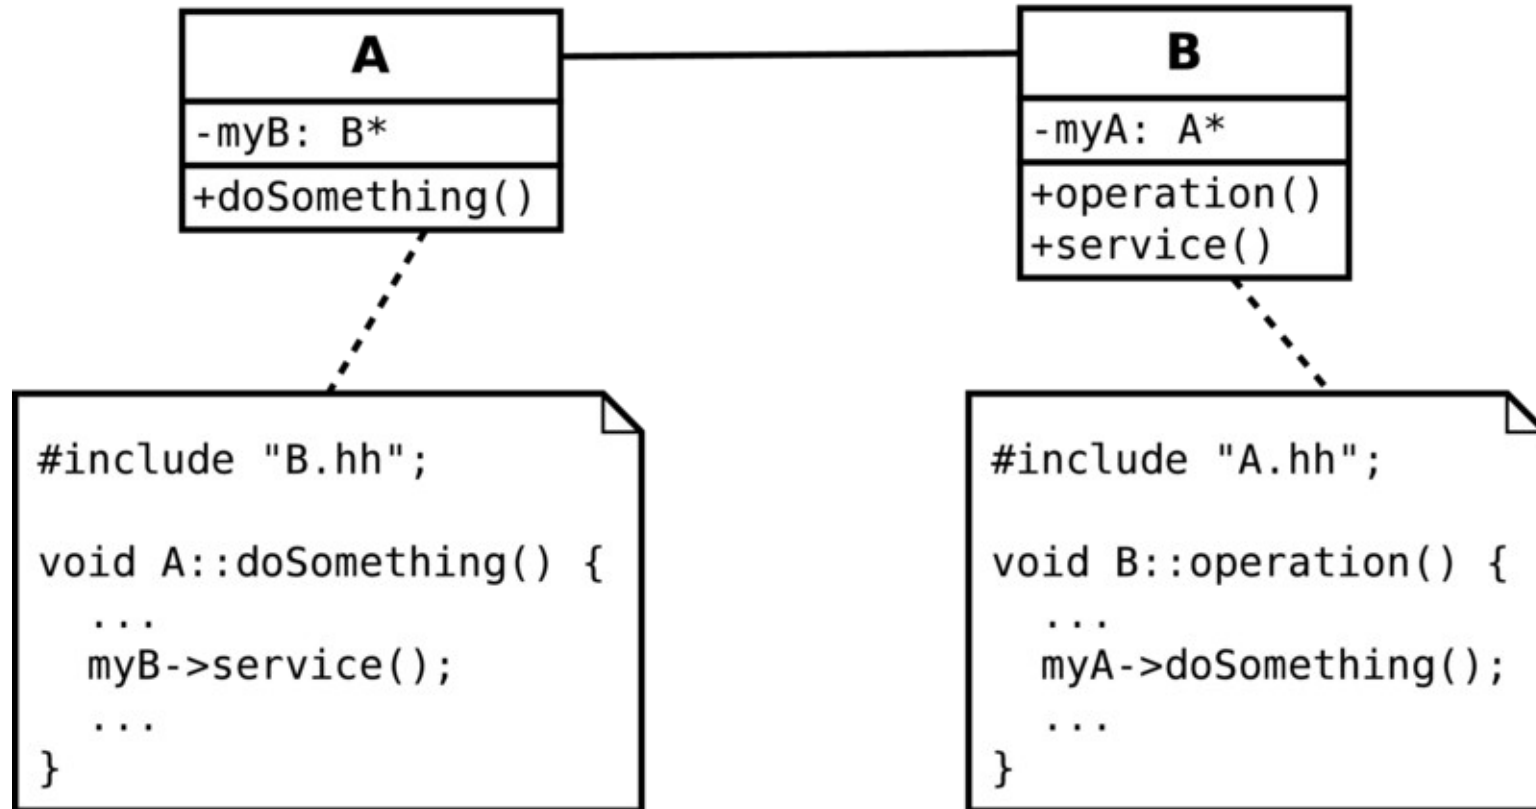 A
-myB: B*
+doSomething()
B
-myA: A*
+operation()
+service()
#include "B.hh";
void A::doSomething() {
...
myB->service();
...
}
#include "A.hh";
void B::operation() {
...
myA->doSomething();
...
}